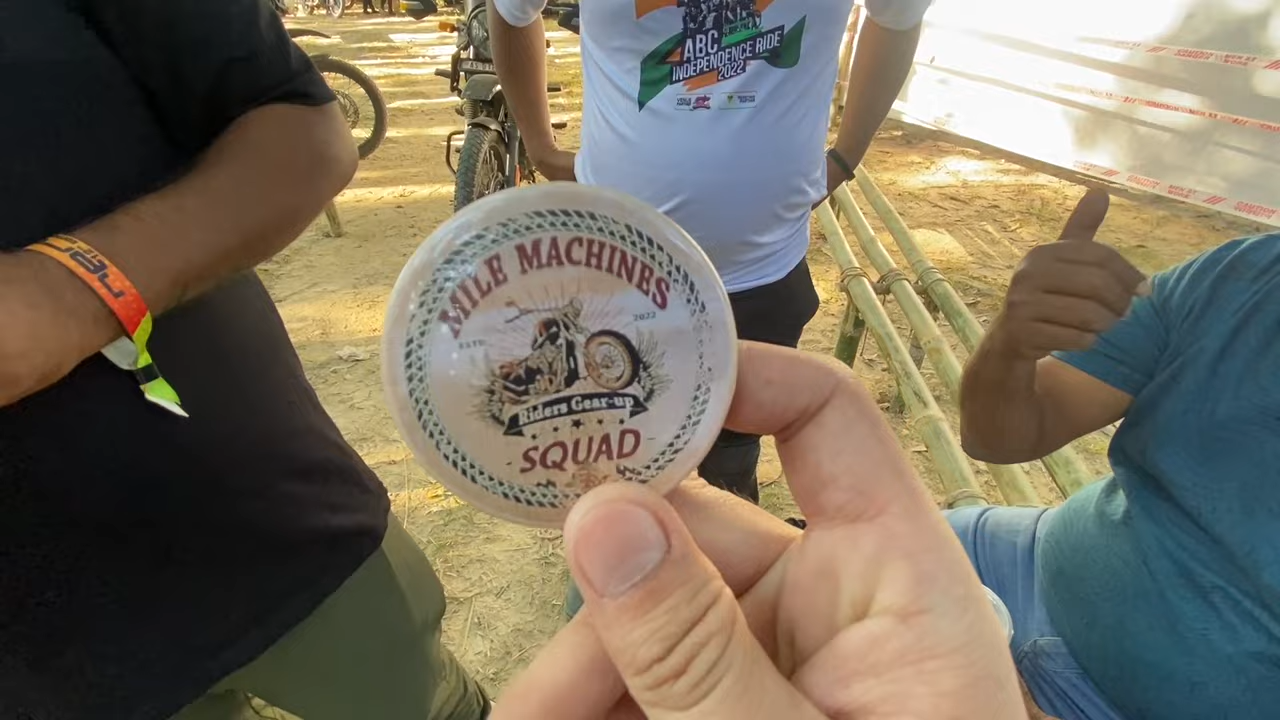 ABC
INDEPENDENCE RIDE
2022
MILE MACHINES
ESTD.
2022
Riders Gear-up
SQUAD